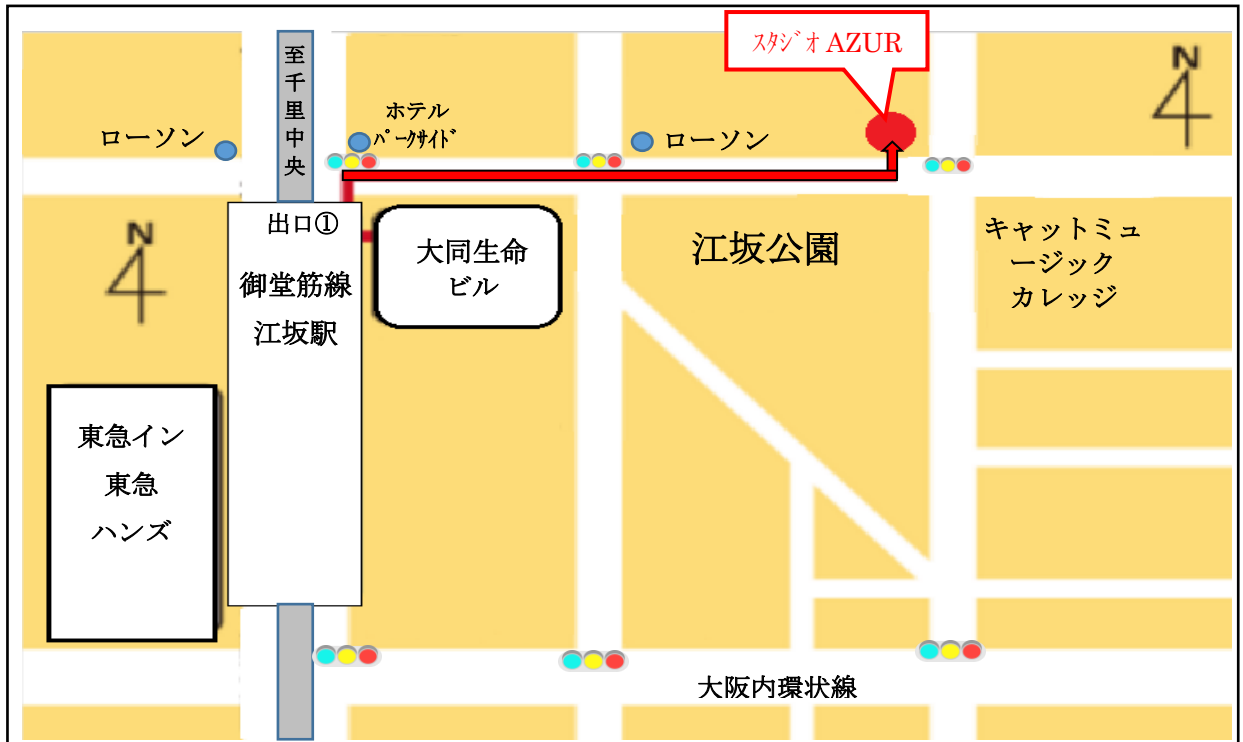 スタジオ AZUR
至千里中央
N
ホテル
パークサイド
ローソン
ローソン
出口①
N
御堂筋線
江坂駅
大同生命
ビル
江坂公園
キャットミュ
ージック
カレッジ
東急イン
東急
ハンズ
大阪内環状線